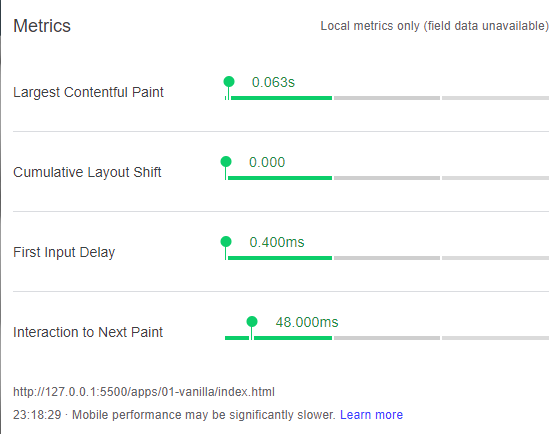 Metrics
Local metrics only (field data unavailable)
Largest Contentful Paint
0.063s
Cumulative Layout Shift
0.000
First Input Delay
0.400ms
Interaction to Next Paint
48.000ms
http://127.0.0.1:5500/apps/01-vanilla/index.html
23:18:29 · Mobile performance may be significantly slower. Learn more